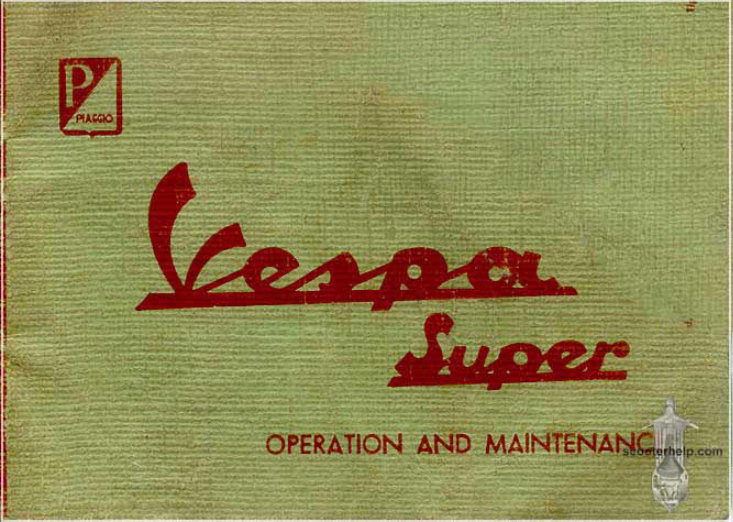 P
PIAGGIO
Vespa
Super
OPERATION AND MAINTENANC
scooterhelp.com